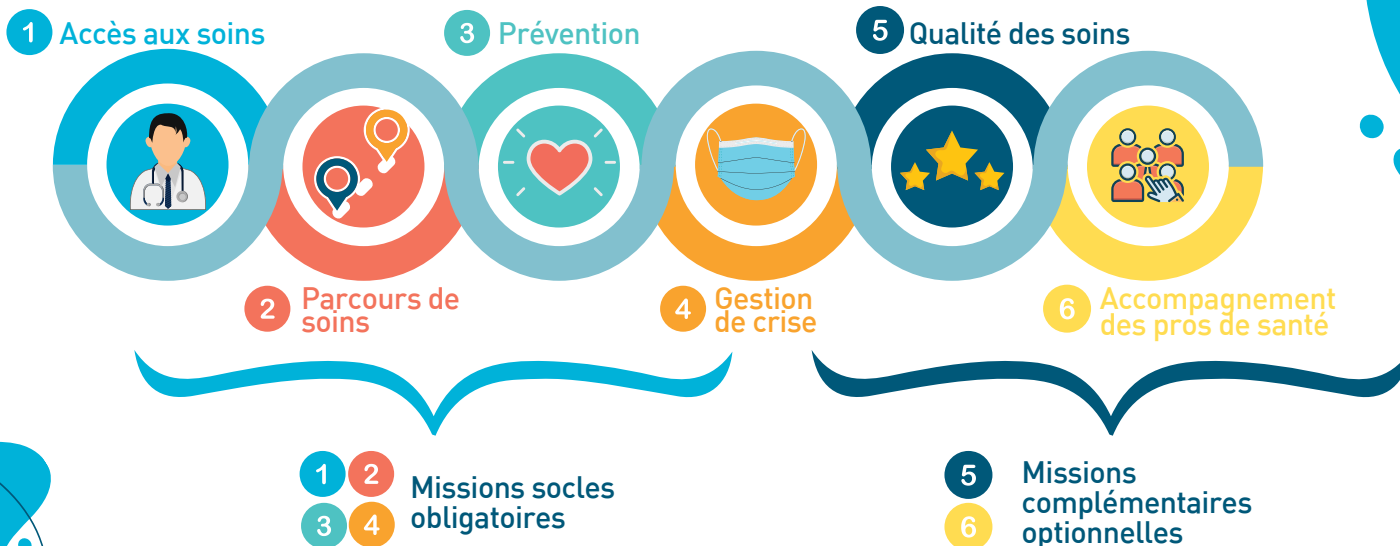 1 Accès aux soins
3 Prévention
5 Qualité des soins
2 Parcours de
soins
4 Gestion
de crise
6 Accompagnement
des pros de santé
1 2
3 4
Missions socles
obligatoires
5
6
Missions
complémentaires
optionnelles